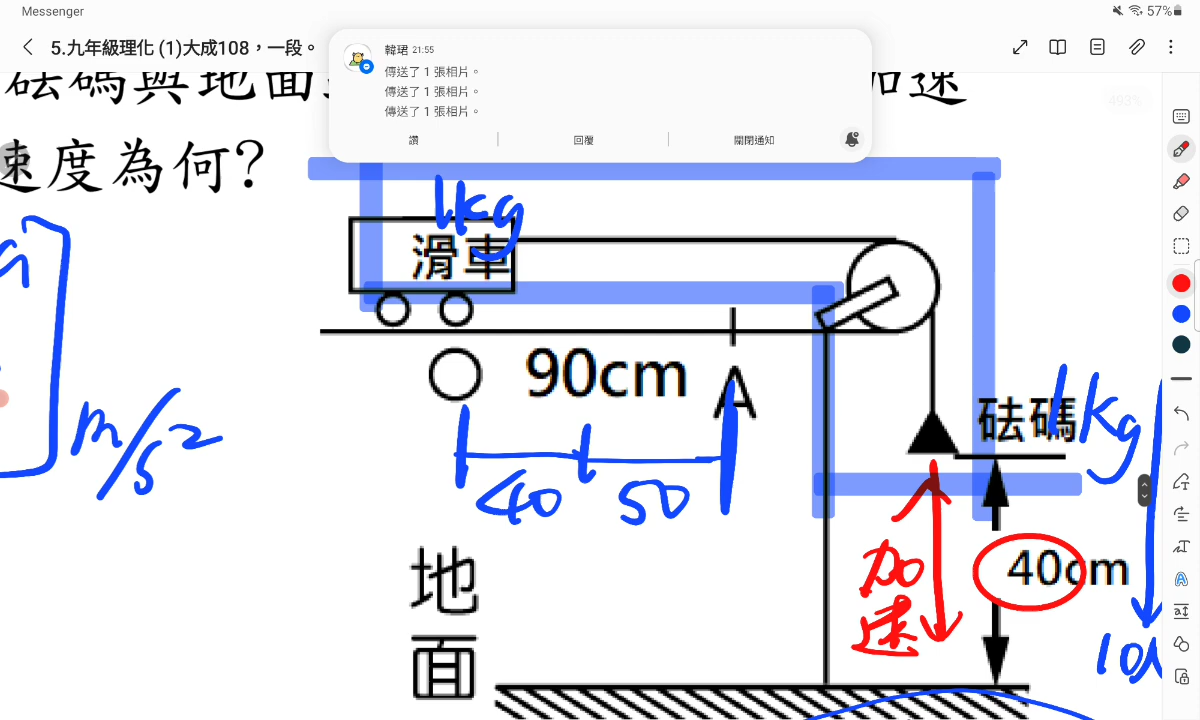 Messenger
57%
5.九年級理化 (1)大成108，一段。
韓珺 21:55
傳送了 1 張相片。
傳送了 1 張相片。
傳送了 1 張相片。
讚
回覆
關閉通知
493%
砝碼與地面
加速
速度為何?
1kg
滑車
90cm
A
m/s²
砝碼
1kg
40
50
加
速
40cm
地
面